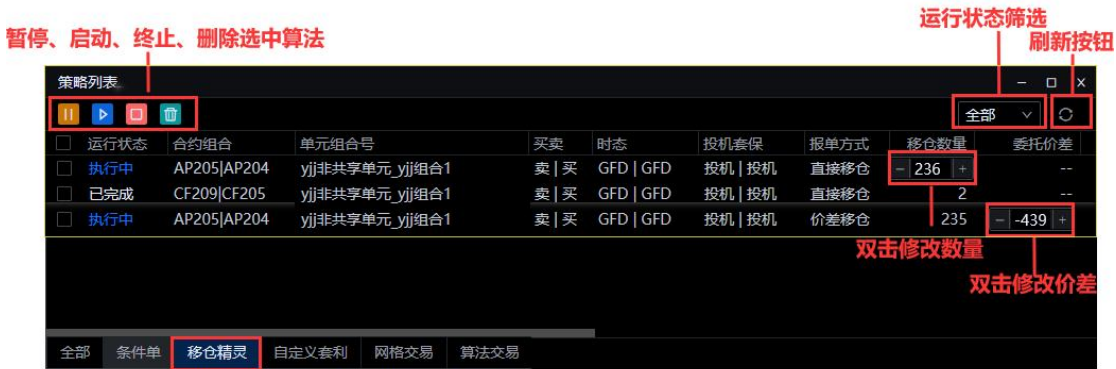 运行状态筛选
暂停、启动、终止、删除选中算法
刷新按钮
策略列表
全部
运行状态 合约组合 单元组合号 买卖 时态 投机套保 报单方式 移仓数量 委托价差
执行中 AP205|AP204 yjj非共享单元_yjj组合1 卖|买 GFD | GFD 投机|投机 直接移仓 - 236 + --
已完成 CF209|CF205 yjj非共享单元_yjj组合1 卖|买 GFD | GFD 投机|投机 直接移仓 2 --
执行中 AP205|AP204 yjj非共享单元_yjj组合1 卖|买 GFD | GFD 投机|投机 价差移仓 235 - -439 +
双击修改数量
双击修改价差
全部 条件单 移仓精灵 自定义套利 网格交易 算法交易